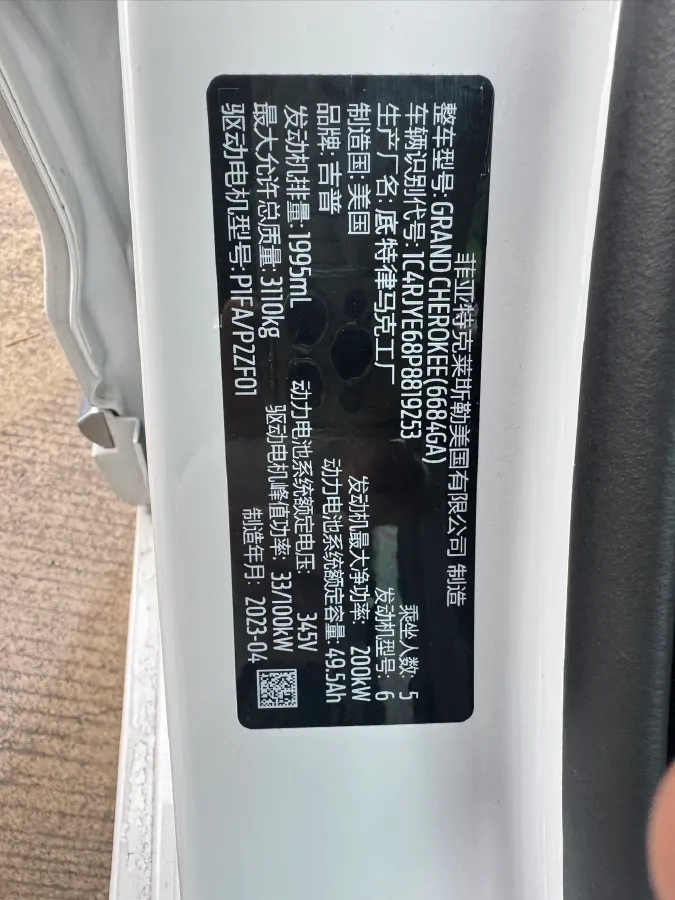 菲亚特克莱斯勒美国有限公司 制造
整车型号:GRAND CHEROKEE(6684GA)
车辆识别代号:1C4RJYE68P8819253 乘坐人数: 5
生产厂名:底特律马克工厂 发动机型号: 6
制造国:美国 发动机最大净功率: 200kW
品牌:吉普 动力电池系统额定容量:49.5Ah
发动机排量:1995mL 动力电池系统额定电压: 345V
最大允许总质量:3110kg 驱动电机峰值功率: 33/100kW
驱动电机型号:P1FA/P2ZF01 制造年月: 2023-04